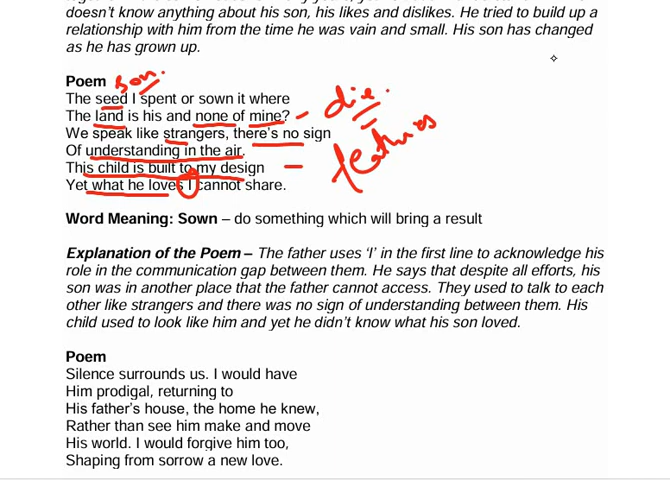 doesn't know anything about his son, his likes and dislikes. He tried to build up a
relationship with him from the time he was vain and small. His son has changed
as he has grown up.
Poem son.
The seed I spent or sown it where
The land is his and none of mine? - die.
We speak like strangers, there's no sign
Of understanding in the air.
This child is built to my design - features
Yet what he loves I cannot share.
Word Meaning: Sown – do something which will bring a result
Explanation of the Poem – The father uses 'I' in the first line to acknowledge his
role in the communication gap between them. He says that despite all efforts, his
son was in another place that the father cannot access. They used to talk to each
other like strangers and there was no sign of understanding between them. His
child used to look like him and yet he didn't know what his son loved.
Poem
Silence surrounds us. I would have
Him prodigal, returning to
His father's house, the home he knew,
Rather than see him make and move
His world. I would forgive him too,
Shaping from sorrow a new love.